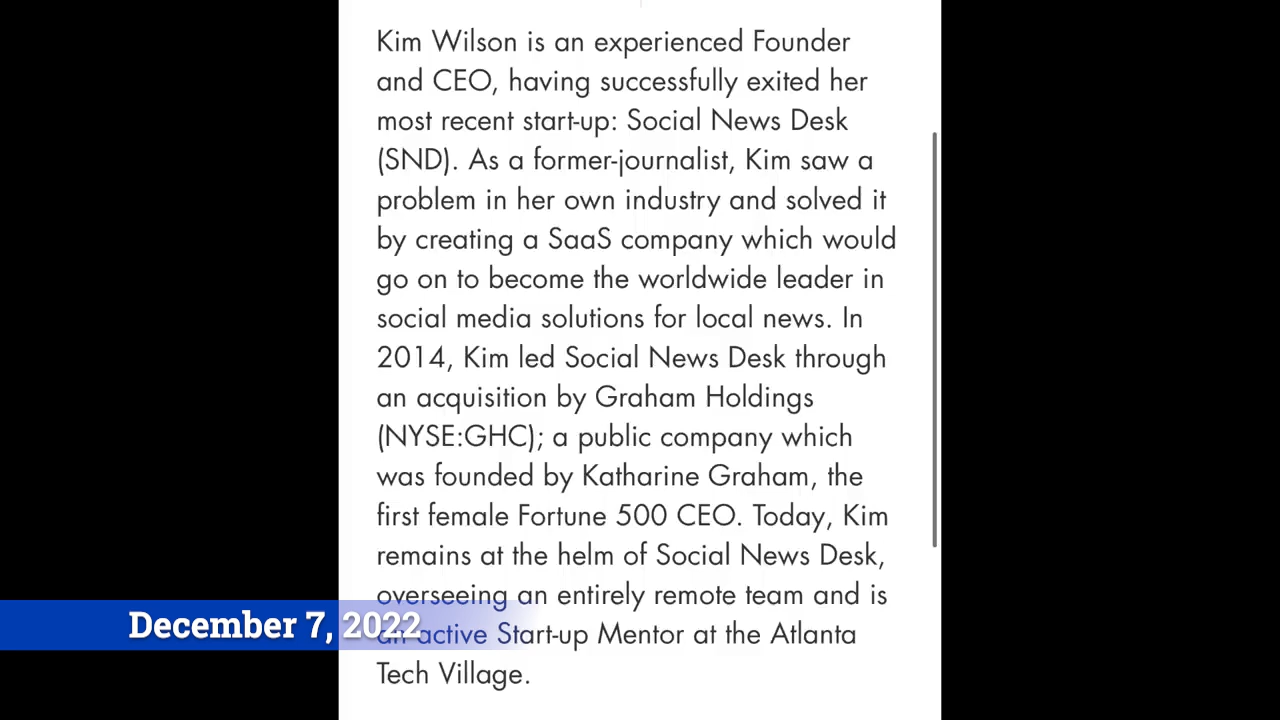 Kim Wilson is an experienced Founder
and CEO, having successfully exited her
most recent start-up: Social News Desk
(SND). As a former-journalist, Kim saw a
problem in her own industry and solved it
by creating a SaaS company which would
go on to become the worldwide leader in
social media solutions for local news. In
2014, Kim led Social News Desk through
an acquisition by Graham Holdings
(NYSE:GHC); a public company which
was founded by Katharine Graham, the
first female Fortune 500 CEO. Today, Kim
remains at the helm of Social News Desk,
overseeing an entirely remote team and is
an active Start-up Mentor at the Atlanta
Tech Village.
December 7, 2022